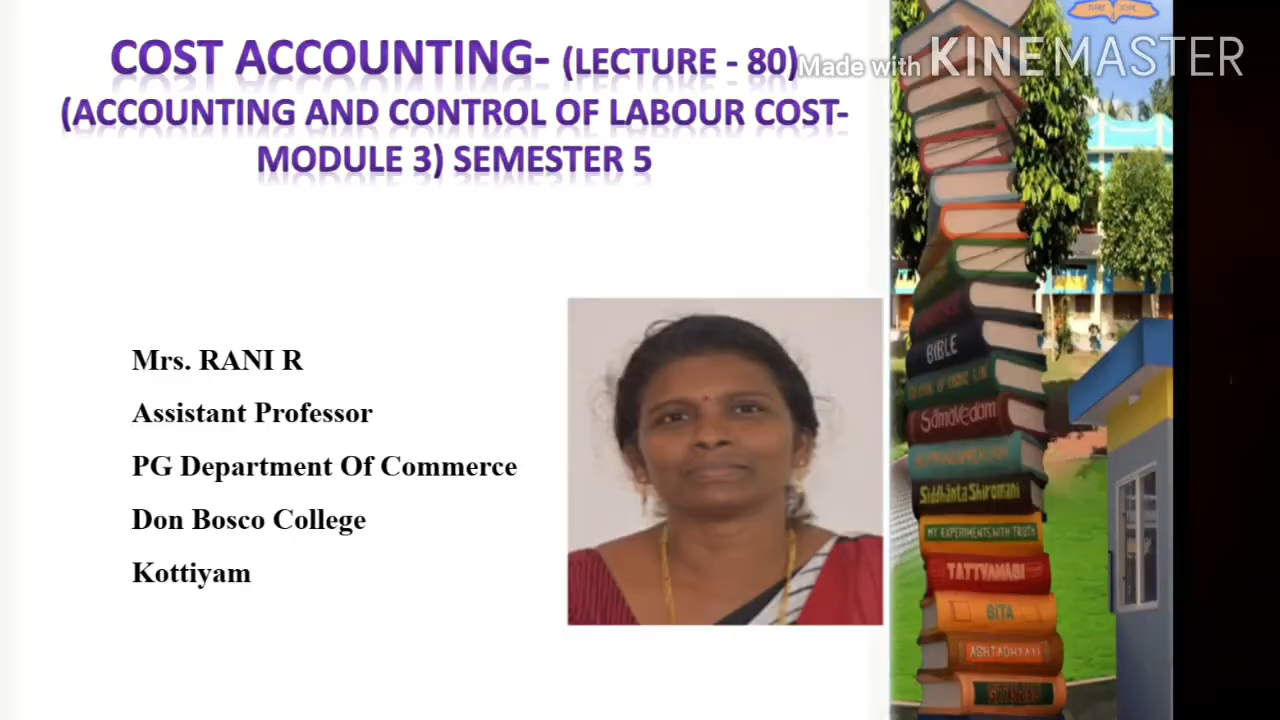 COST ACCOUNTING- (LECTURE - 80)
(ACCOUNTING AND CONTROL OF LABOUR COST-
MODULE 3) SEMESTER 5
Made with KINEMASTER
Mrs. RANI R
Assistant Professor
PG Department Of Commerce
Don Bosco College
Kottiyam
BIBLE
SamaVedam
Siddhanta Shiromani
MY EXPERIMENTS WITH TRUTH
TATTVAMASI
GITA
ASHTADHYAYI